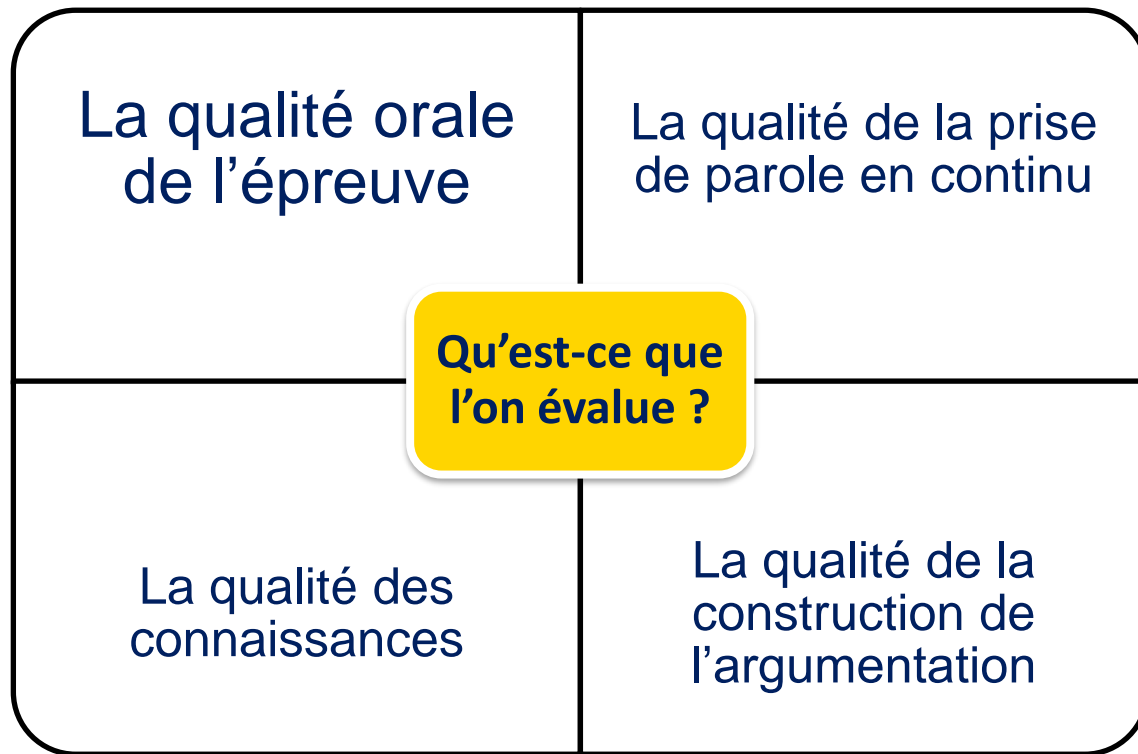 La qualité orale
de l’épreuve
La qualité de la prise
de parole en continu
Qu’est-ce que
l’on évalue ?
La qualité des
connaissances
La qualité de la
construction de
l’argumentation